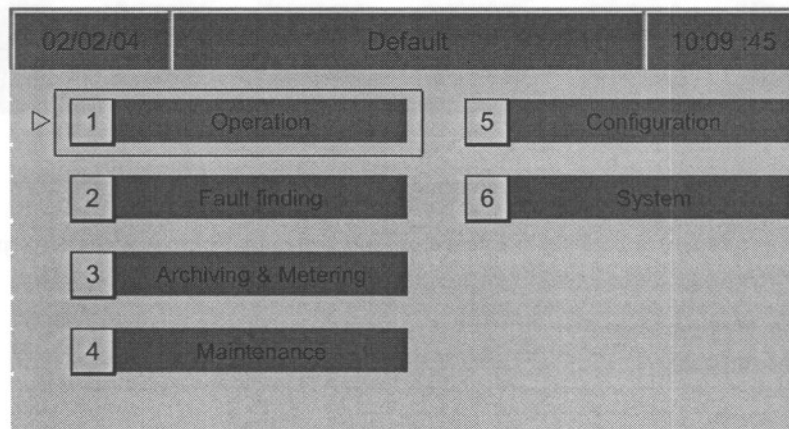 02/02/04 Default 10:09 :45
1 Operation
2 Fault finding
3 Archiving & Metering
4 Maintenance
5 Configuration
6 System